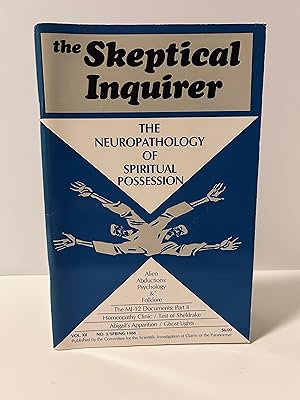 the Skeptical
Inquirer
THE
NEUROPATHOLOGY
OF
SPIRITUAL
POSSESSION
Alien
Abductions:
Psychology
&
Folklore
The MJ-12 Documents: Part II
Homeopathy Clinic / Test of Sheldrake
Abigail's Apparition / Ghost Lights
VOL. XII NO. 3 / SPRING 1988 $6.00
Published by the Committee for the Scientific Investigation of Claims of the Paranormal